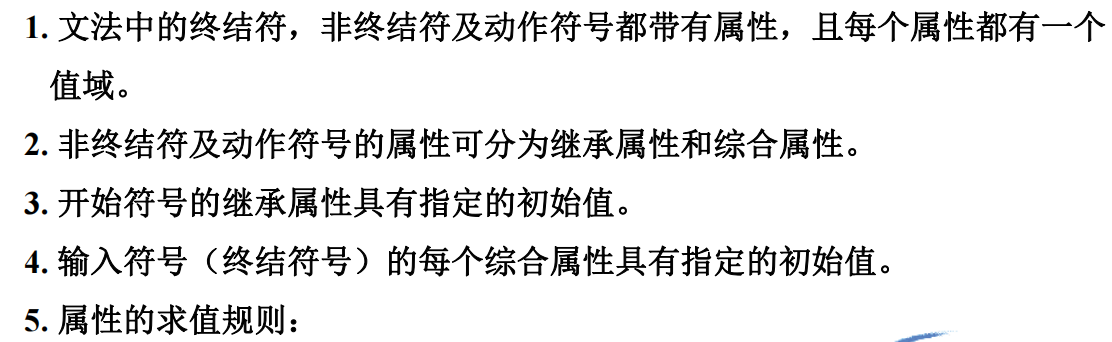 1. 文法中的终结符，非终结符及动作符号都带有属性，且每个属性都有一个
值域。
2. 非终结符及动作符号的属性可分为继承属性和综合属性。
3. 开始符号的继承属性具有指定的初始值。
4. 输入符号（终结符号）的每个综合属性具有指定的初始值。
5. 属性的求值规则：